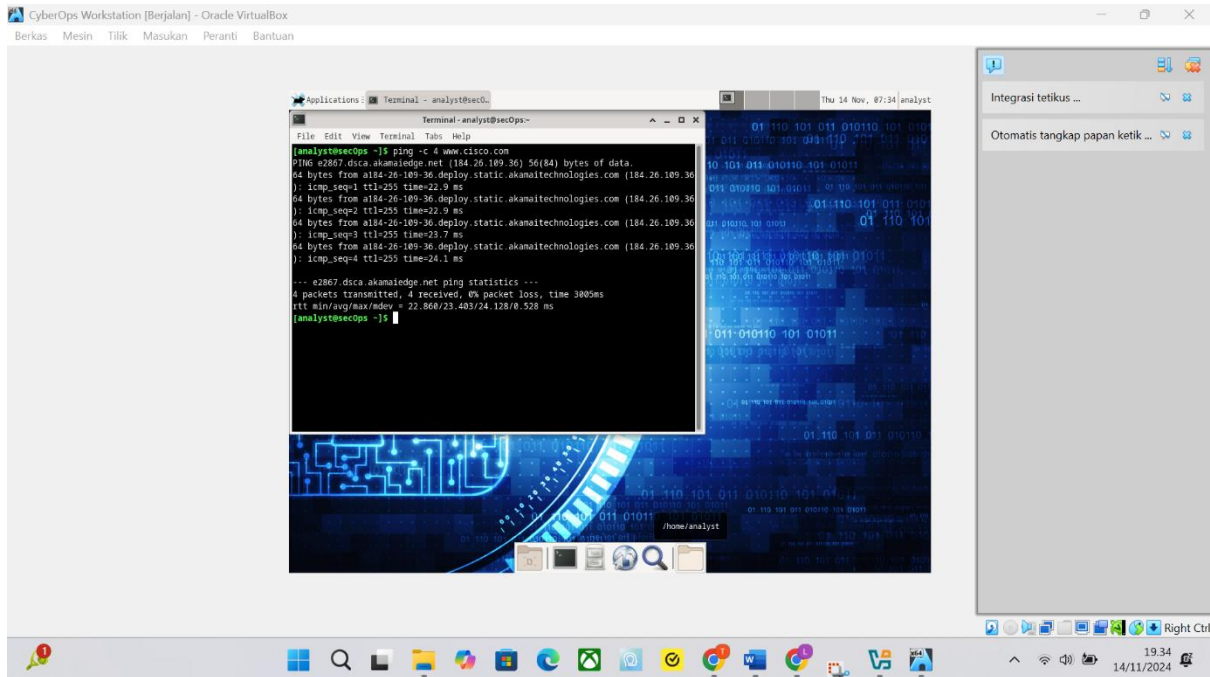 CyberOps Workstation [Berjalan] - Oracle VirtualBox
Berkas Mesin Tilik Masukan Peranti Bantuan
Applications Terminal - analyst@secO...
Thu 14 Nov, 07:34 analyst
Terminal - analyst@secOps:~
File Edit View Terminal Tabs Help
[analyst@secOps ~]$ ping -c 4 www.cisco.com
PING e2867.dsca.akamaiedge.net (184.26.109.36) 56(84) bytes of data.
64 bytes from a184-26-109-36.deploy.static.akamaitechnologies.com (184.26.109.36
): icmp_seq=1 ttl=255 time=22.9 ms
64 bytes from a184-26-109-36.deploy.static.akamaitechnologies.com (184.26.109.36
): icmp_seq=2 ttl=255 time=22.9 ms
64 bytes from a184-26-109-36.deploy.static.akamaitechnologies.com (184.26.109.36
): icmp_seq=3 ttl=255 time=23.7 ms
64 bytes from a184-26-109-36.deploy.static.akamaitechnologies.com (184.26.109.36
): icmp_seq=4 ttl=255 time=24.1 ms
--- e2867.dsca.akamaiedge.net ping statistics ---
4 packets transmitted, 4 received, 0% packet loss, time 3005ms
rtt min/avg/max/mdev = 22.860/23.403/24.128/0.528 ms
[analyst@secOps ~]$
/home/analyst
Integrasi tetikus ...
Otomatis tangkap papan ketik ...
Right Ctrl
19.34
14/11/2024